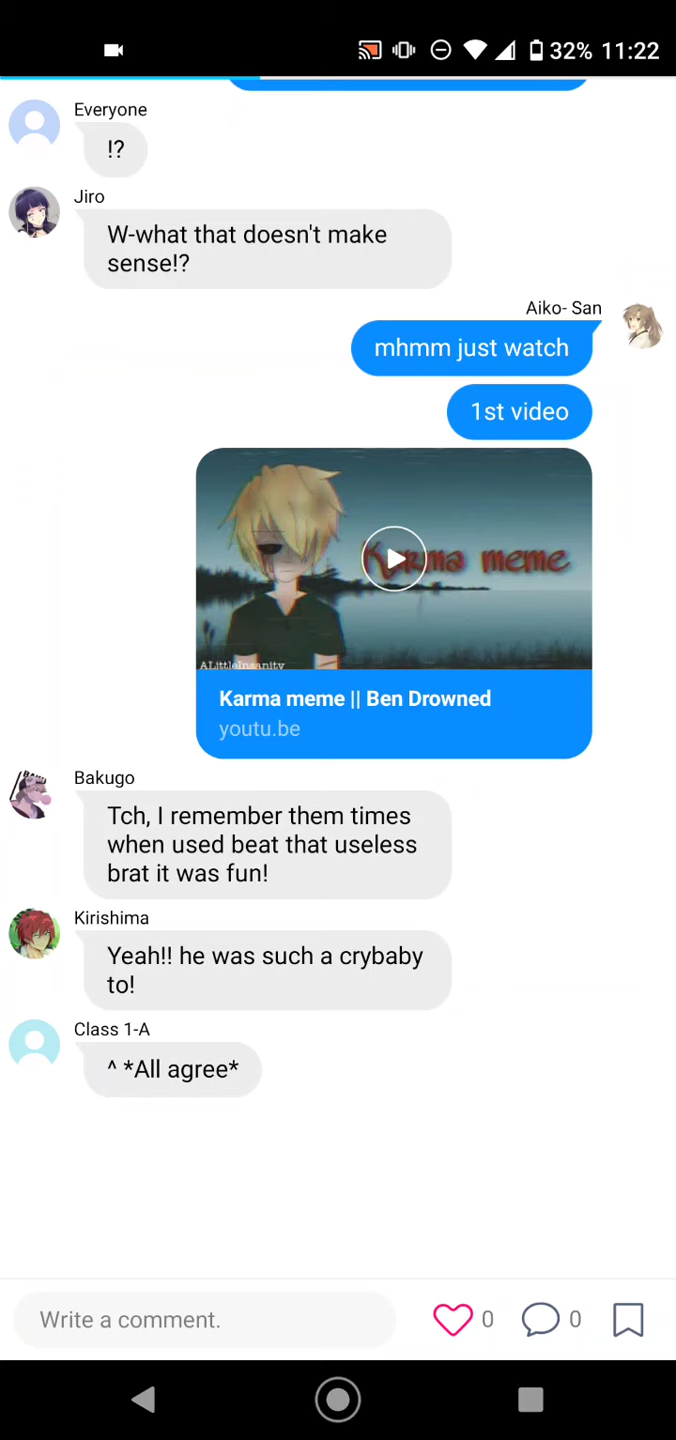 32% 11:22
Everyone
!?
Jiro
W-what that doesn't make
sense!?
Aiko- San
mhmm just watch
1st video
Karma meme
ALittleInsanity
Karma meme || Ben Drowned
youtu.be
Bakugo
Tch, I remember them times
when used beat that useless
brat it was fun!
Kirishima
Yeah!! he was such a crybaby
to!
Class 1-A
^ *All agree*
Write a comment.
0
0